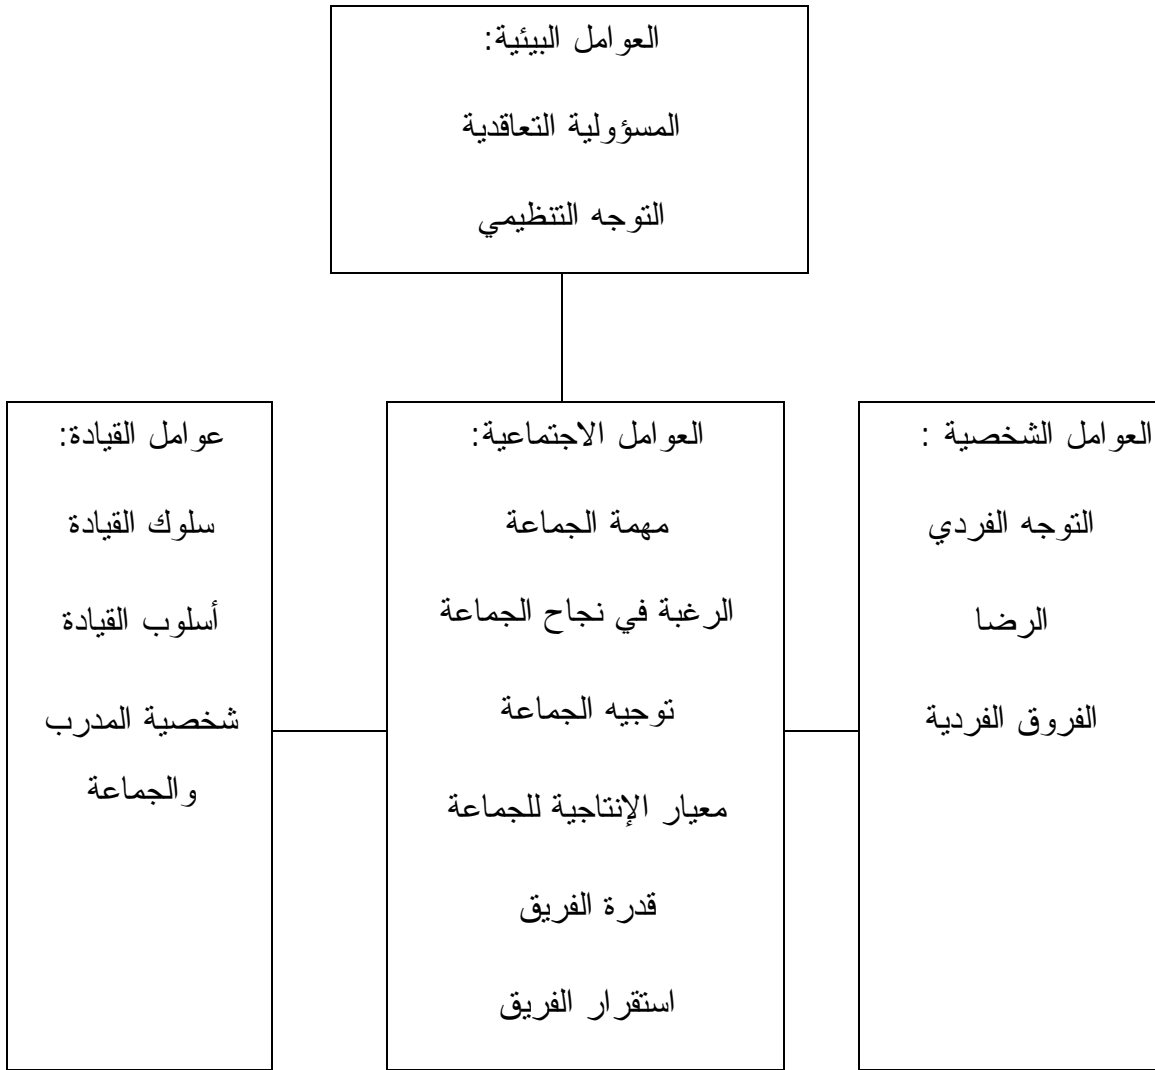 العوامل البيئية:
المسؤولية التعاقدية
التوجه التنظيمي
العوامل الشخصية :
التوجه الفردي
الرضا
الفروق الفردية
العوامل الاجتماعية:
مهمة الجماعة
الرغبة في نجاح الجماعة
توجيه الجماعة
معيار الإنتاجية للجماعة
قدرة الفريق
استقرار الفريق
عوامل القيادة:
سلوك القيادة
أسلوب القيادة
شخصية المدرب
والجماعة